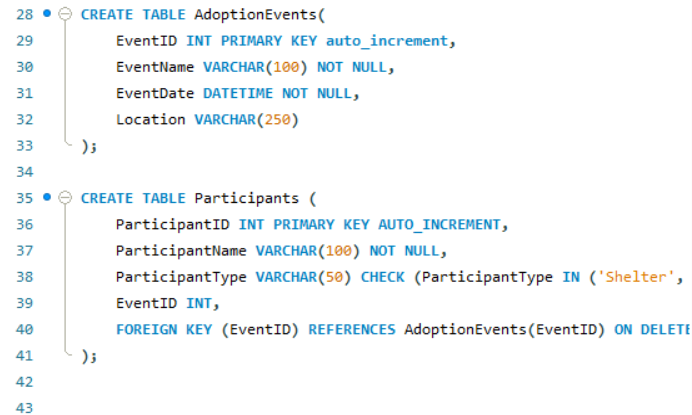 28 CREATE TABLE AdoptionEvents(
29 EventID INT PRIMARY KEY auto_increment,
30 EventName VARCHAR(100) NOT NULL,
31 EventDate DATETIME NOT NULL,
32 Location VARCHAR(250)
33 );
34
35 CREATE TABLE Participants (
36 ParticipantID INT PRIMARY KEY AUTO_INCREMENT,
37 ParticipantName VARCHAR(100) NOT NULL,
38 ParticipantType VARCHAR(50) CHECK (ParticipantType IN ('Shelter',
39 EventID INT,
40 FOREIGN KEY (EventID) REFERENCES AdoptionEvents(EventID) ON DELETE
41 );
42
43